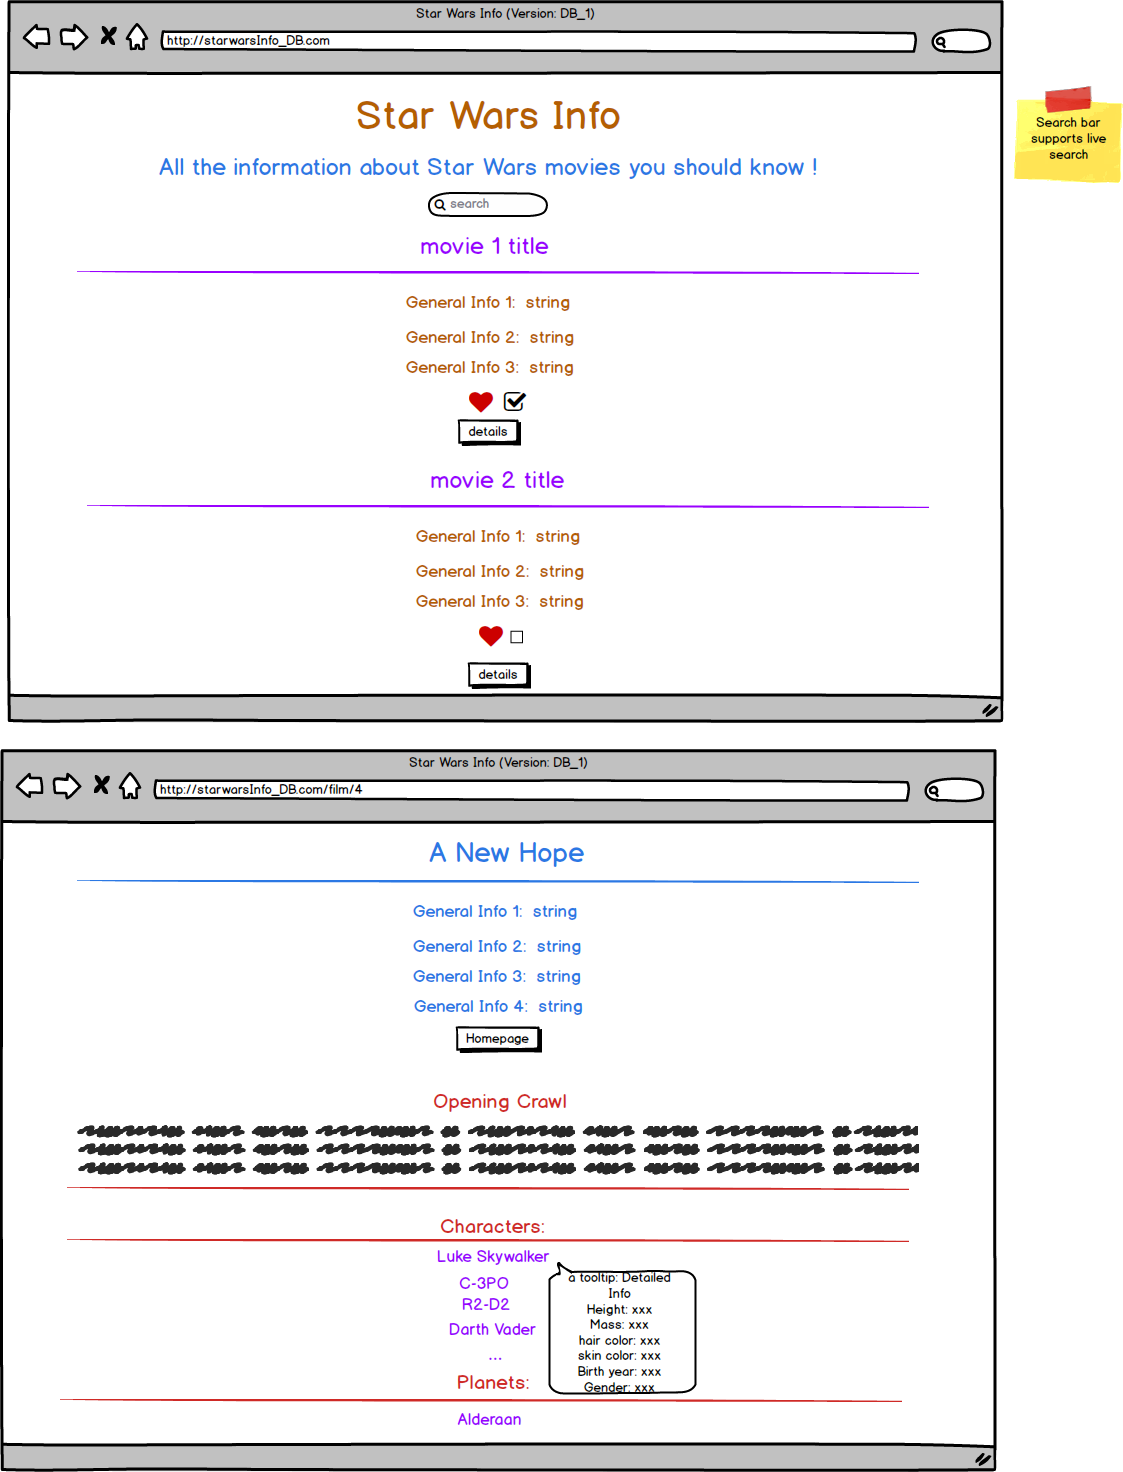 Star Wars Info (Version: DB_1)
http://starwarsInfo_DB.com
Star Wars Info
All the information about Star Wars movies you should know !
search
movie 1 title
General Info 1: string
General Info 2: string
General Info 3: string
details
movie 2 title
General Info 1: string
General Info 2: string
General Info 3: string
details
Search bar
supports live
search
Star Wars Info (Version: DB_1)
http://starwarsInfo_DB.com/film/4
A New Hope
General Info 1: string
General Info 2: string
General Info 3: string
General Info 4: string
Homepage
Opening Crawl
Characters:
Luke Skywalker
C-3PO
R2-D2
Darth Vader
...
a tooltip: Detailed
Info
Height: xxx
Mass: xxx
hair color: xxx
skin color: xxx
Birth year: xxx
Gender: xxx
Planets:
Alderaan